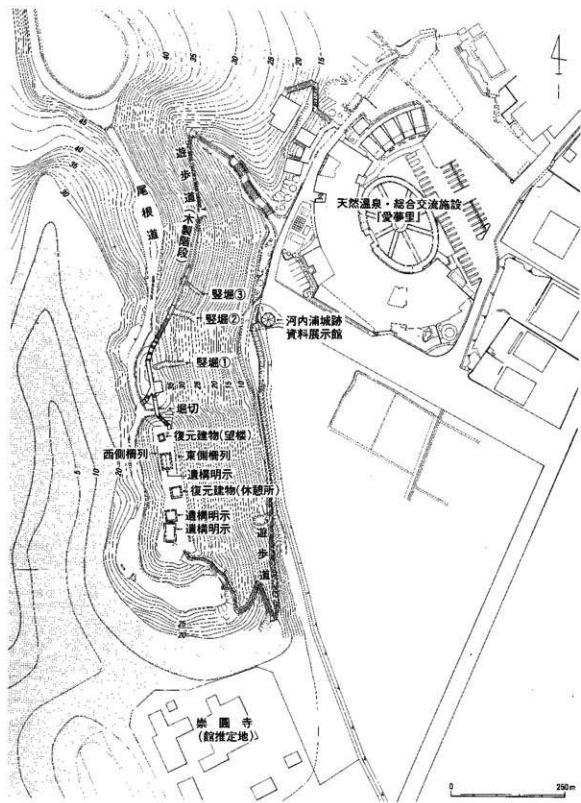 天然温泉・総合交流施設
「愛夢里」
遊歩道(木製階段)
尾根道
竪堀③
竪堀②
竪堀①
河内浦城跡
資料展示館
堀切
復元建物(望楼)
西側柵列
東側柵列
遺構明示
復元建物(休憩所)
遺構明示
遺構明示
遊歩道
崇圓寺
(館推定地)
0 250m